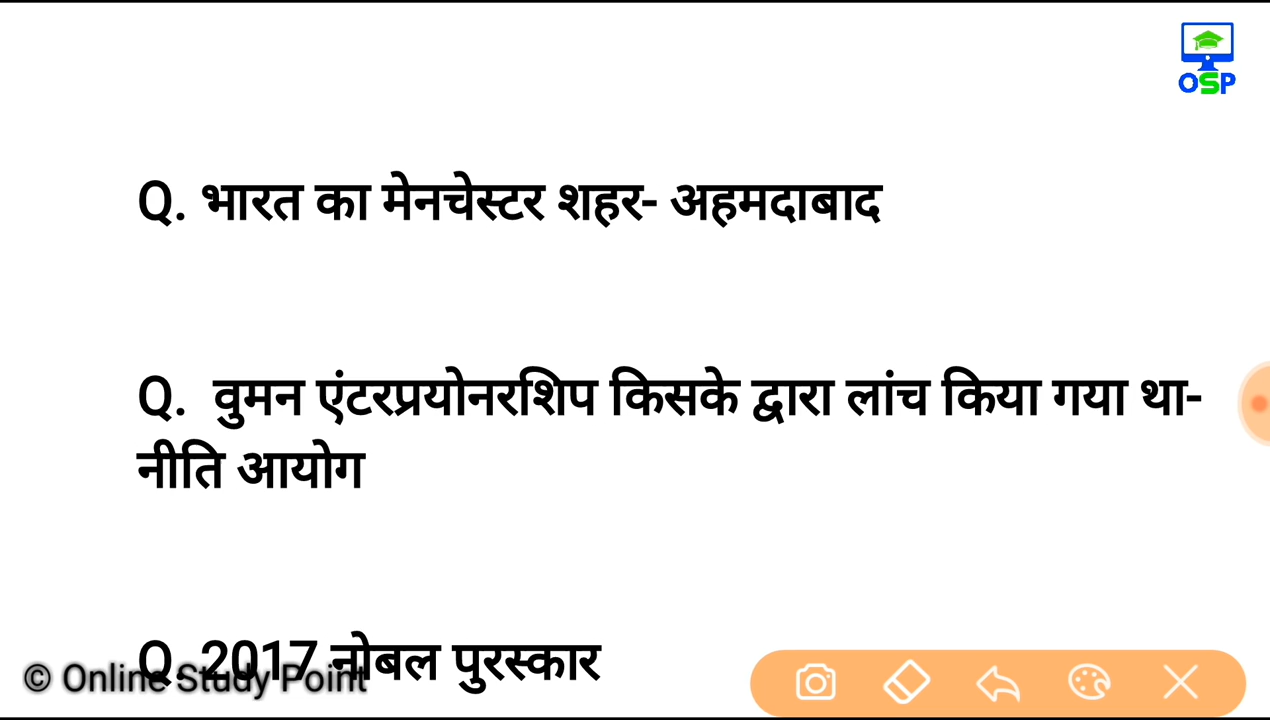 OSP
Q. भारत का मेनचेस्टर शहर- अहमदाबाद
Q. वुमन एंटरप्रयोनरशिप किसके द्वारा लांच किया गया था-
नीति आयोग
Q. 2017 नोबल पुरस्कार
© Online Study Point